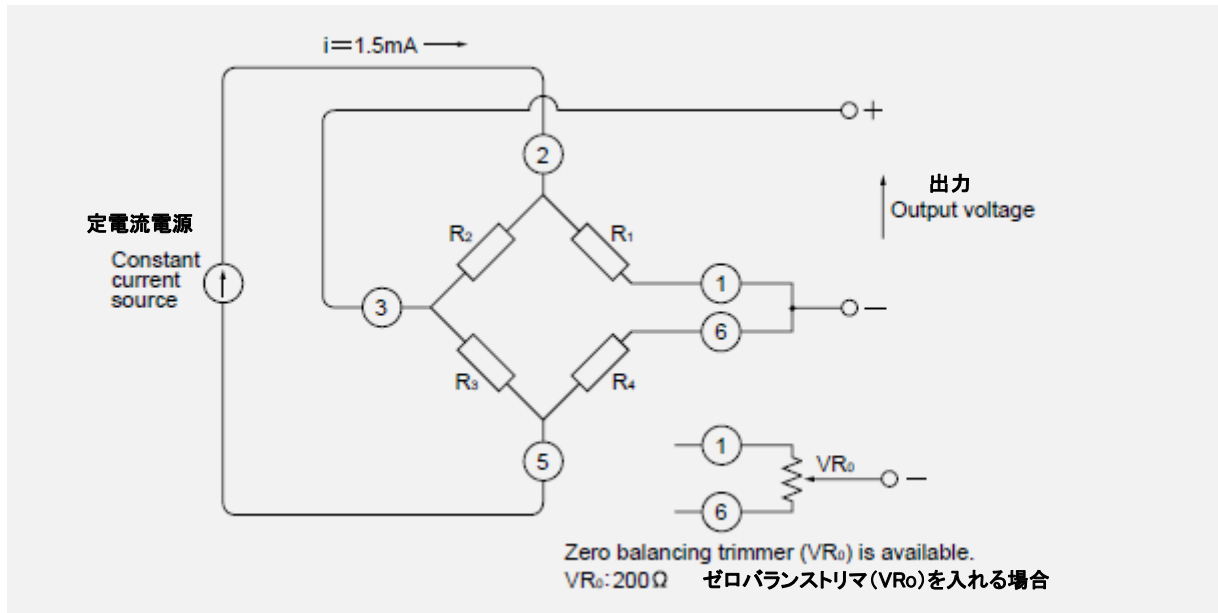 i＝1.5mA
＋
2
出力
Output voltage
定電流電源
Constant
current
source
R₂
R₁
1
3
－
6
R₃
R₄
5
1
VR₀
－
6
Zero balancing trimmer (VR₀) is available.
VR₀：200Ω ゼロバランストリマ（VR₀）を入れる場合